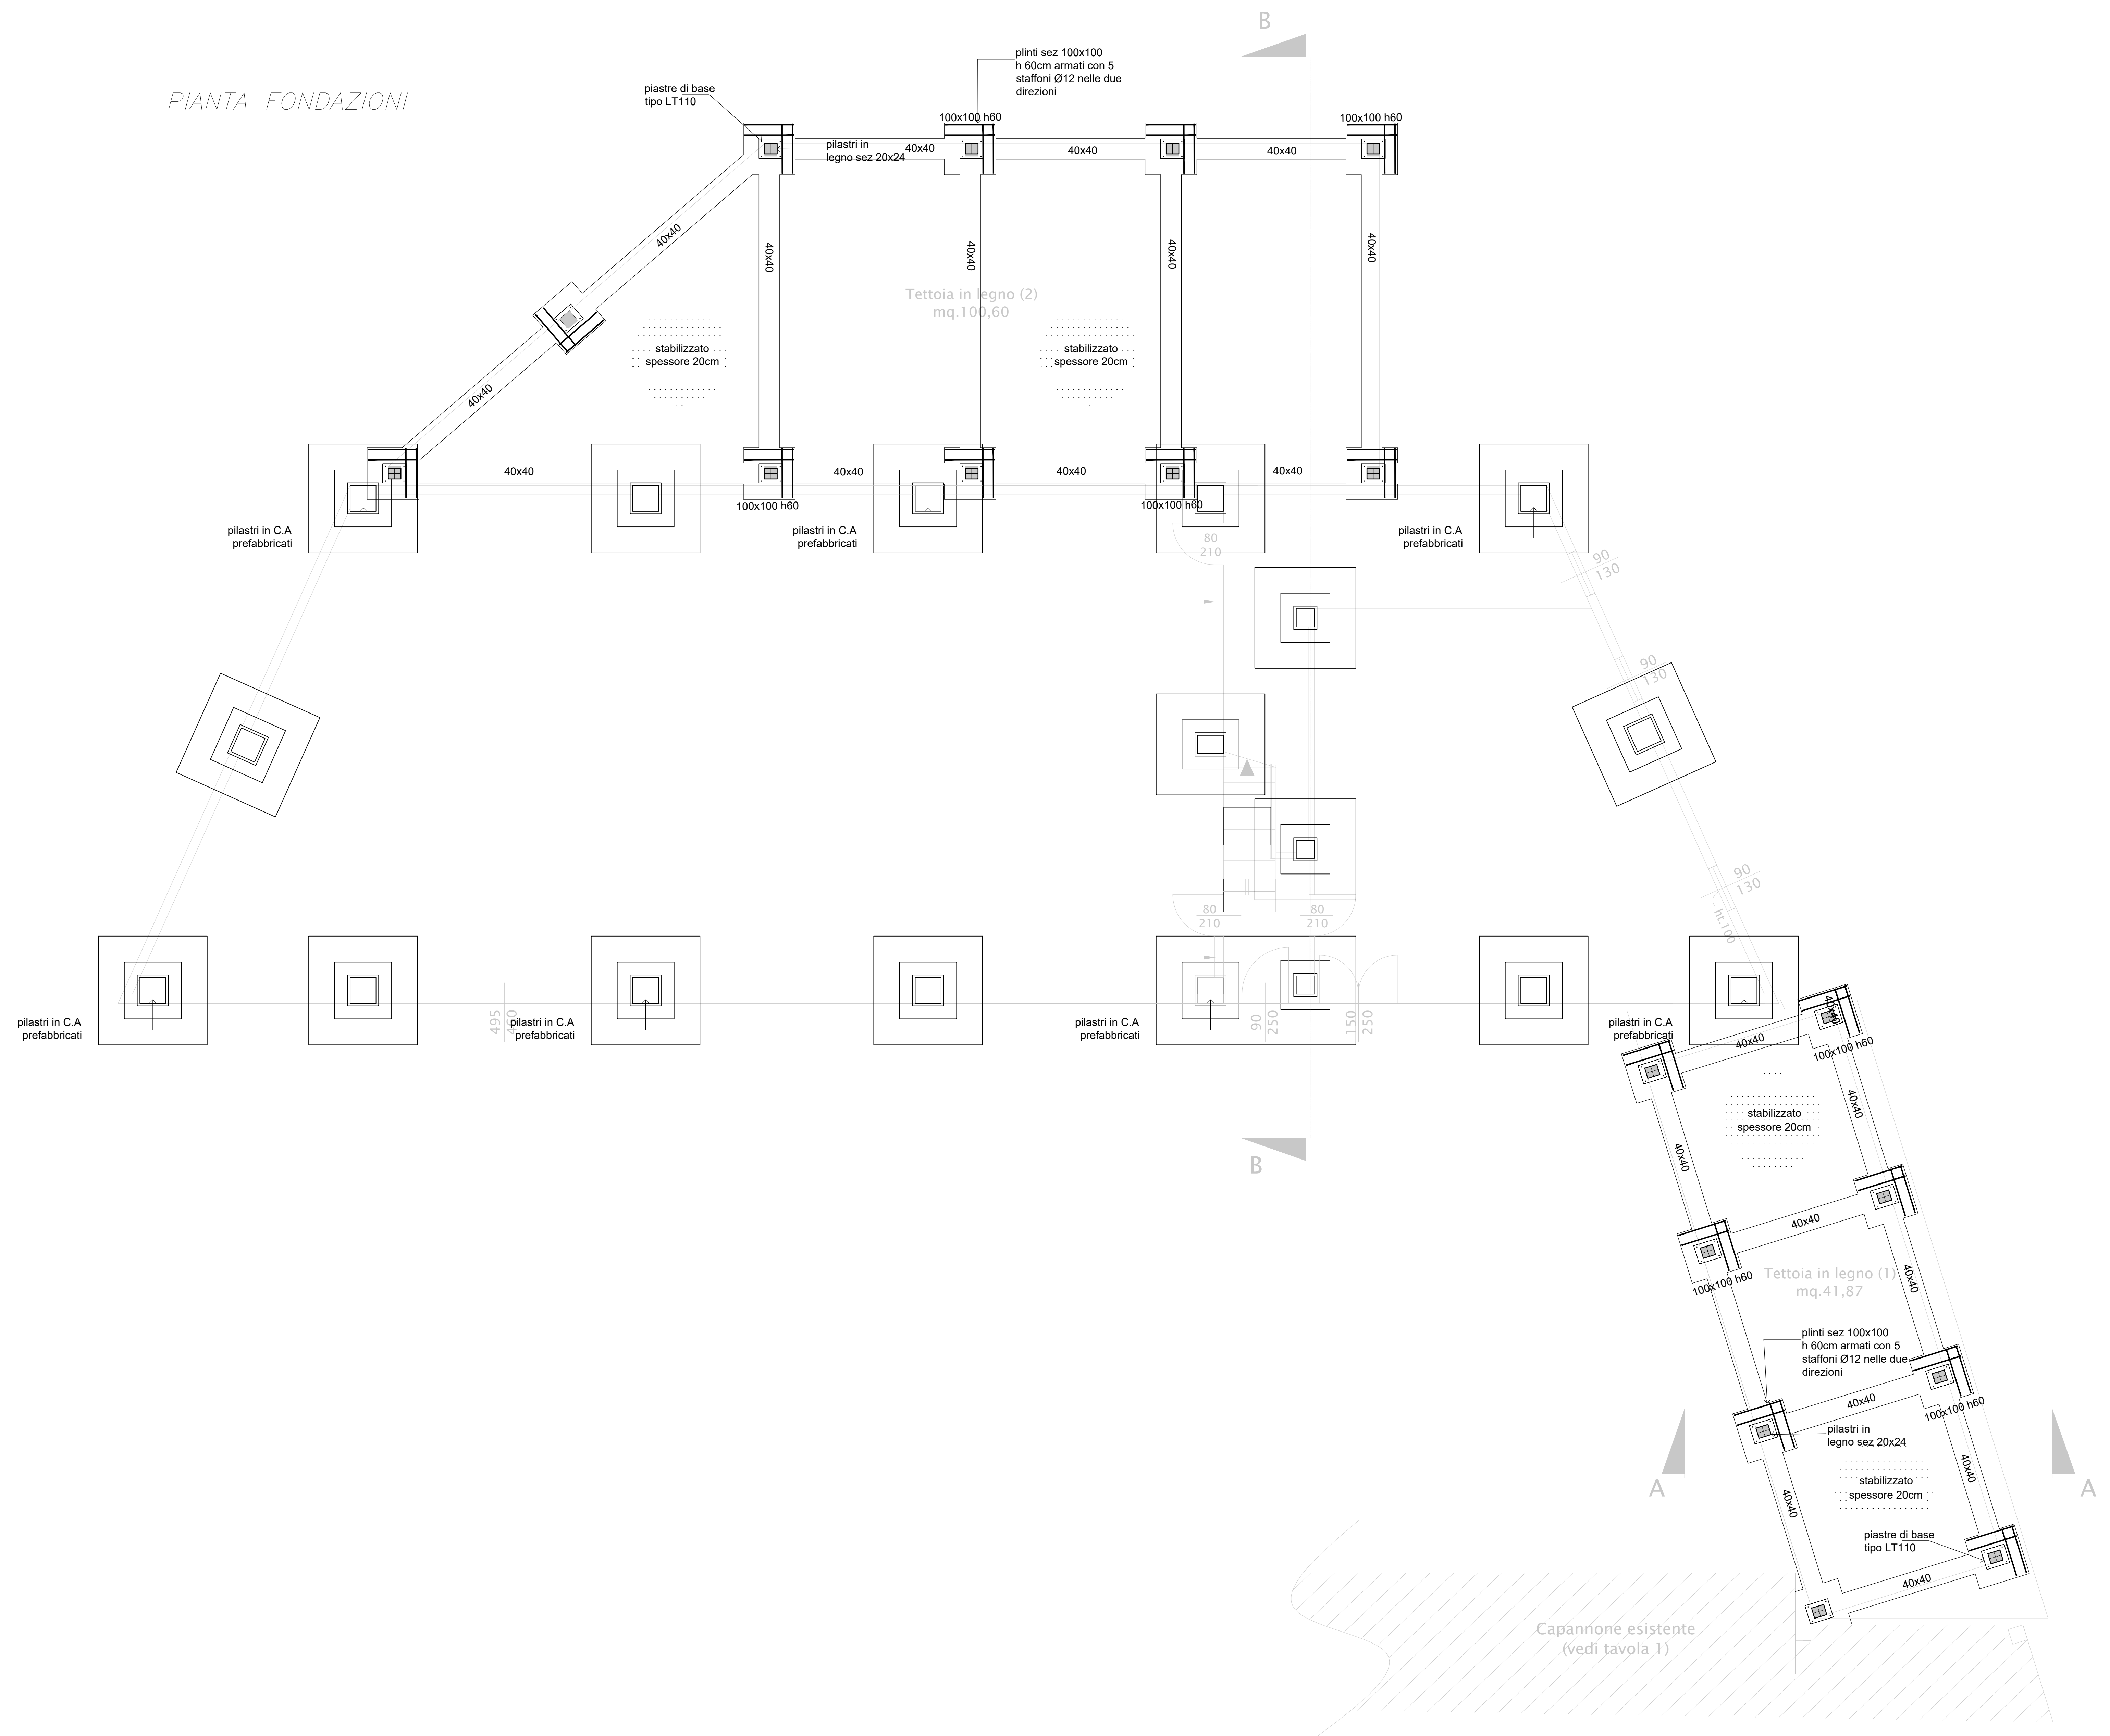 B
PIANTA FONDAZIONI
plinti sez 100x100
h 60cm armati con 5
staffoni Ø12 nelle due
direzioni
piastre di base
tipo LT110
100x100 h60
100x100 h60
pilastri in
legno sez 20x24
40x40
40x40
40x40
40x40
40x40
40x40
40x40
40x40
Tettoia in legno (2)
mq.100,60
stabilizzato
spessore 20cm
stabilizzato
spessore 20cm
40x40
40x40
40x40
40x40
40x40
100x100 h60
100x100 h60
pilastri in C.A
prefabbricati
pilastri in C.A
prefabbricati
pilastri in C.A
prefabbricati
80
210
90
130
90
130
90
130
ht.100
80
210
80
210
495
460
90
250
150
250
pilastri in C.A
prefabbricati
pilastri in C.A
prefabbricati
pilastri in C.A
prefabbricati
pilastri in C.A
prefabbricati
40x40
40x40
100x100 h60
40x40
stabilizzato
spessore 20cm
40x40
B
40x40
100x100 h60
Tettoia in legno (1)
mq.41,87
40x40
plinti sez 100x100
h 60cm armati con 5
staffoni Ø12 nelle due
direzioni
40x40
100x100 h60
pilastri in
legno sez 20x24
40x40
A
A
stabilizzato
spessore 20cm
40x40
piastre di base
tipo LT110
40x40
Capannone esistente
(vedi tavola 1)